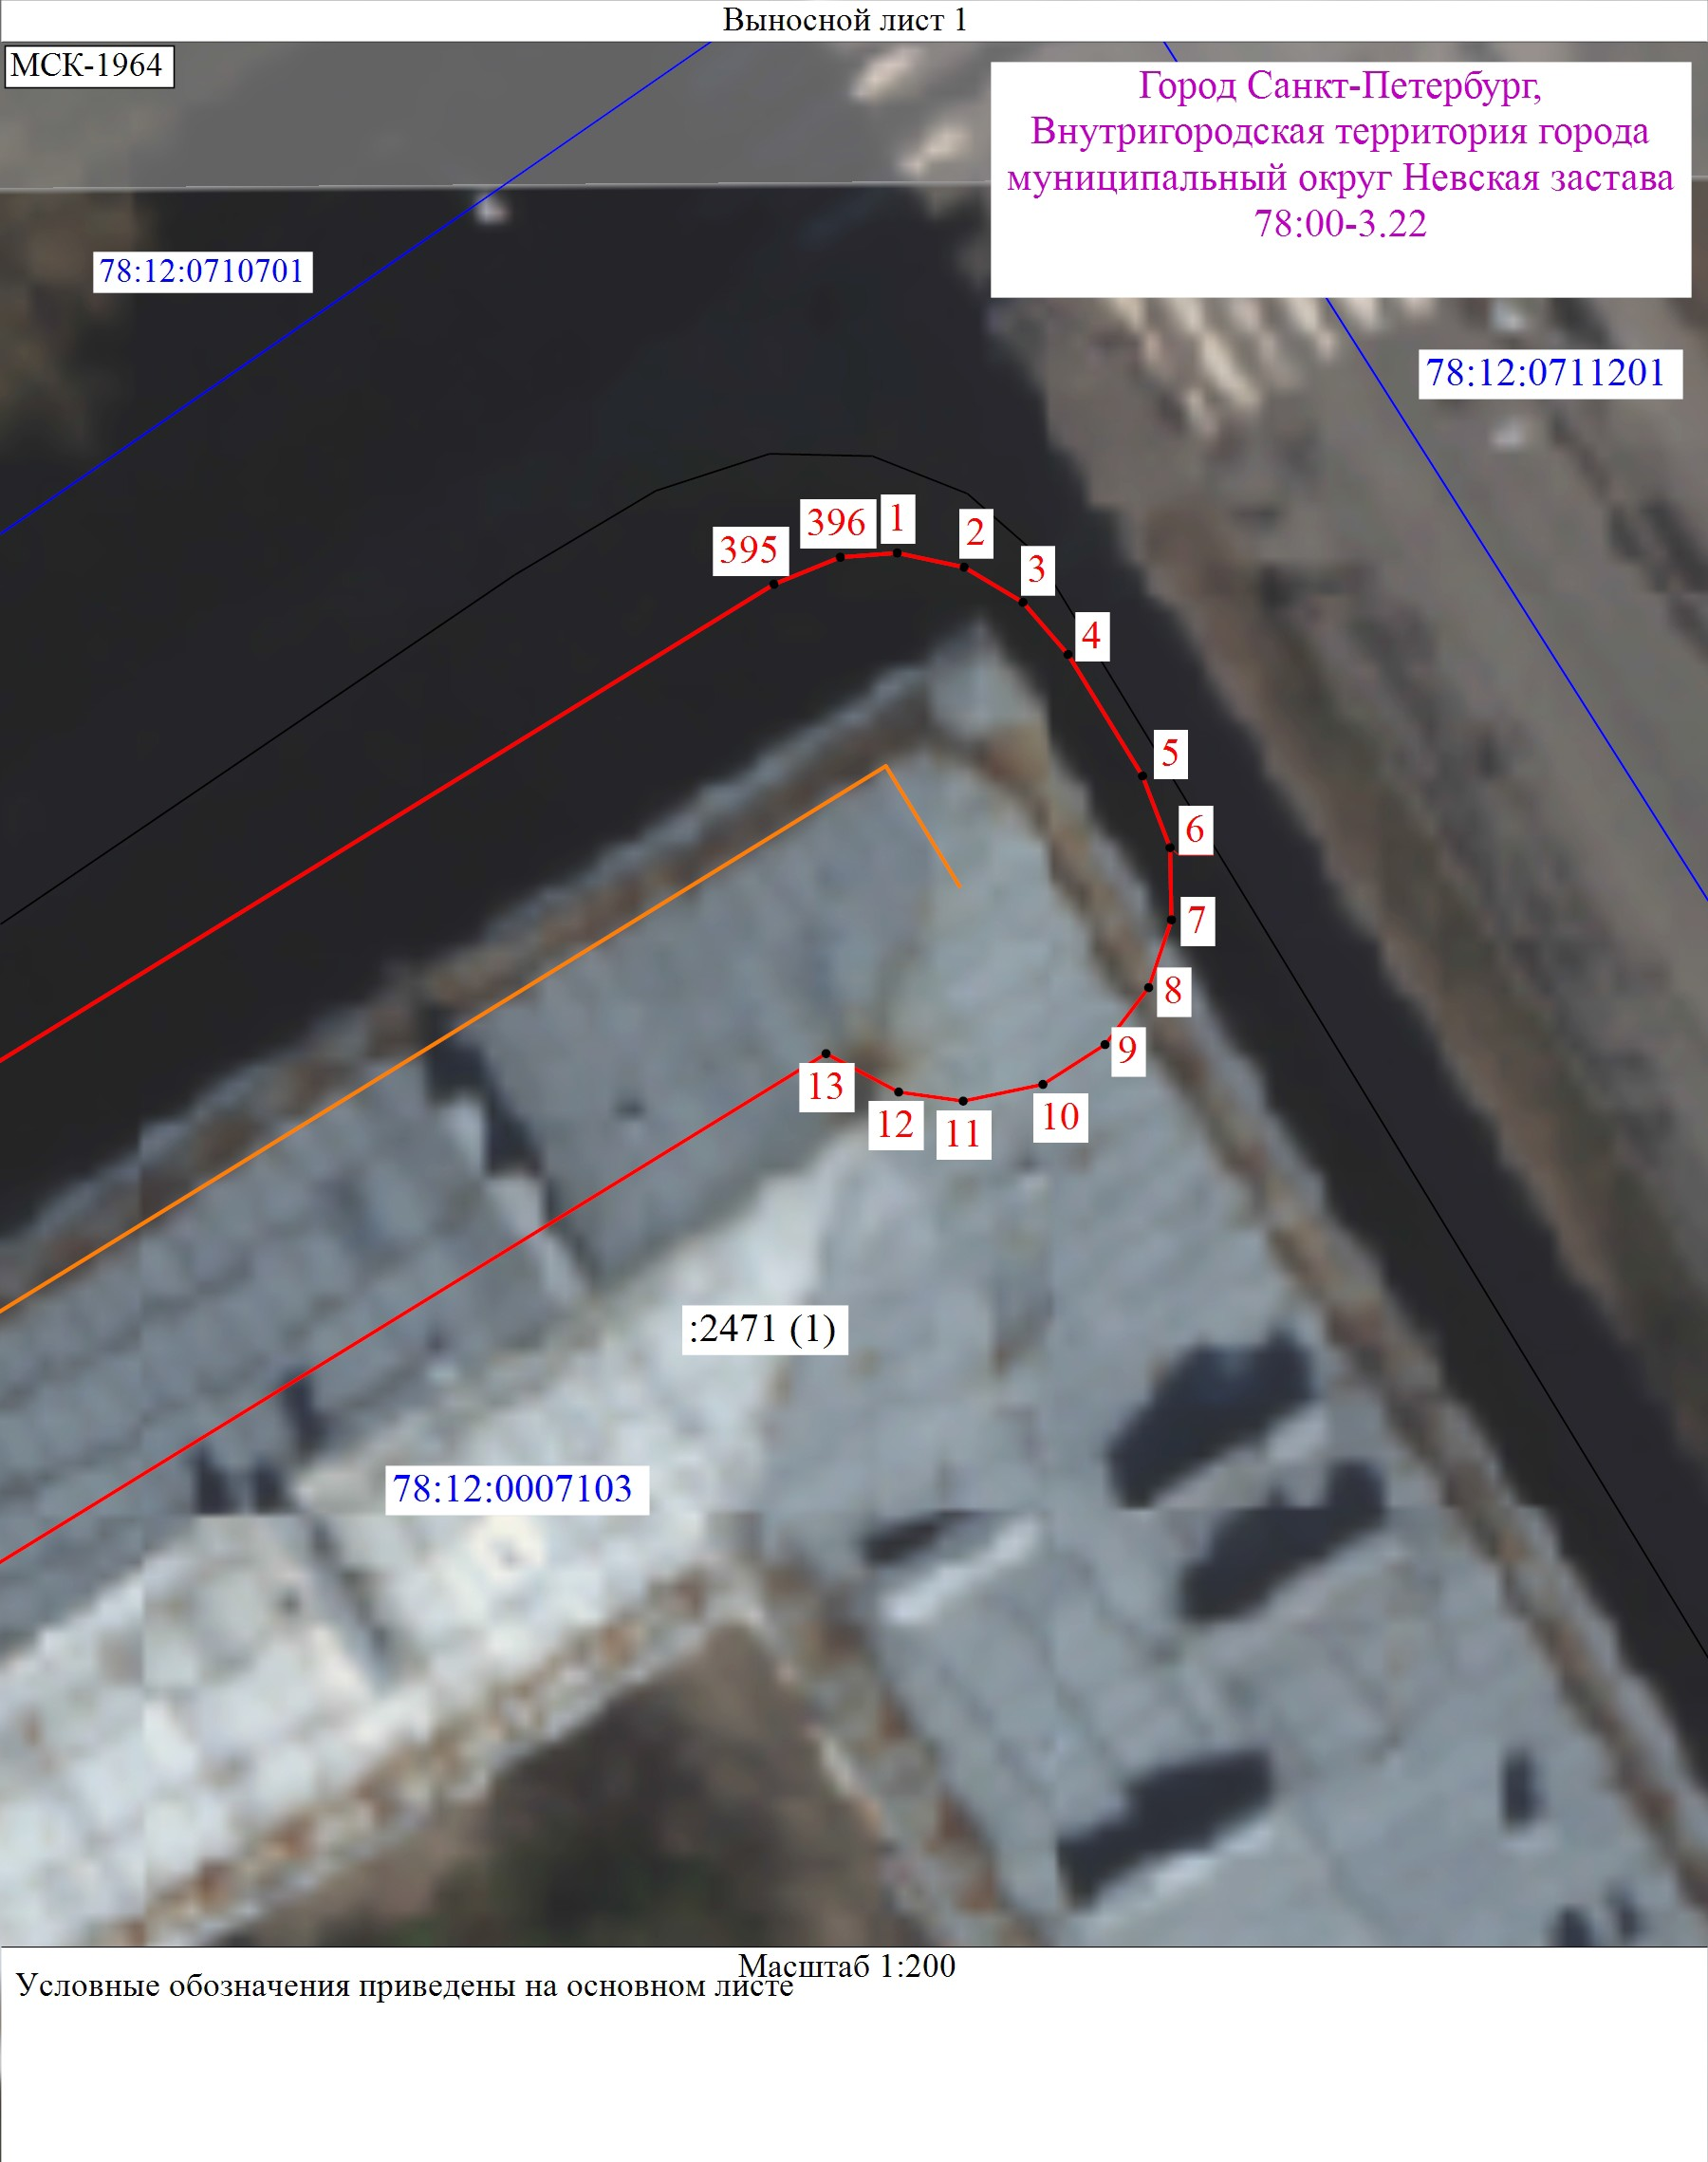 Выносной лист 1
МСК-1964
Город Санкт-Петербург,
Внутригородская территория города
муниципальный округ Невская застава
78:00-3.22
78:12:0710701
78:12:0711201
395
396
1
2
3
4
5
6
7
8
9
10
11
12
13
:2471 (1)
78:12:0007103
Масштаб 1:200
Условные обозначения приведены на основном листе